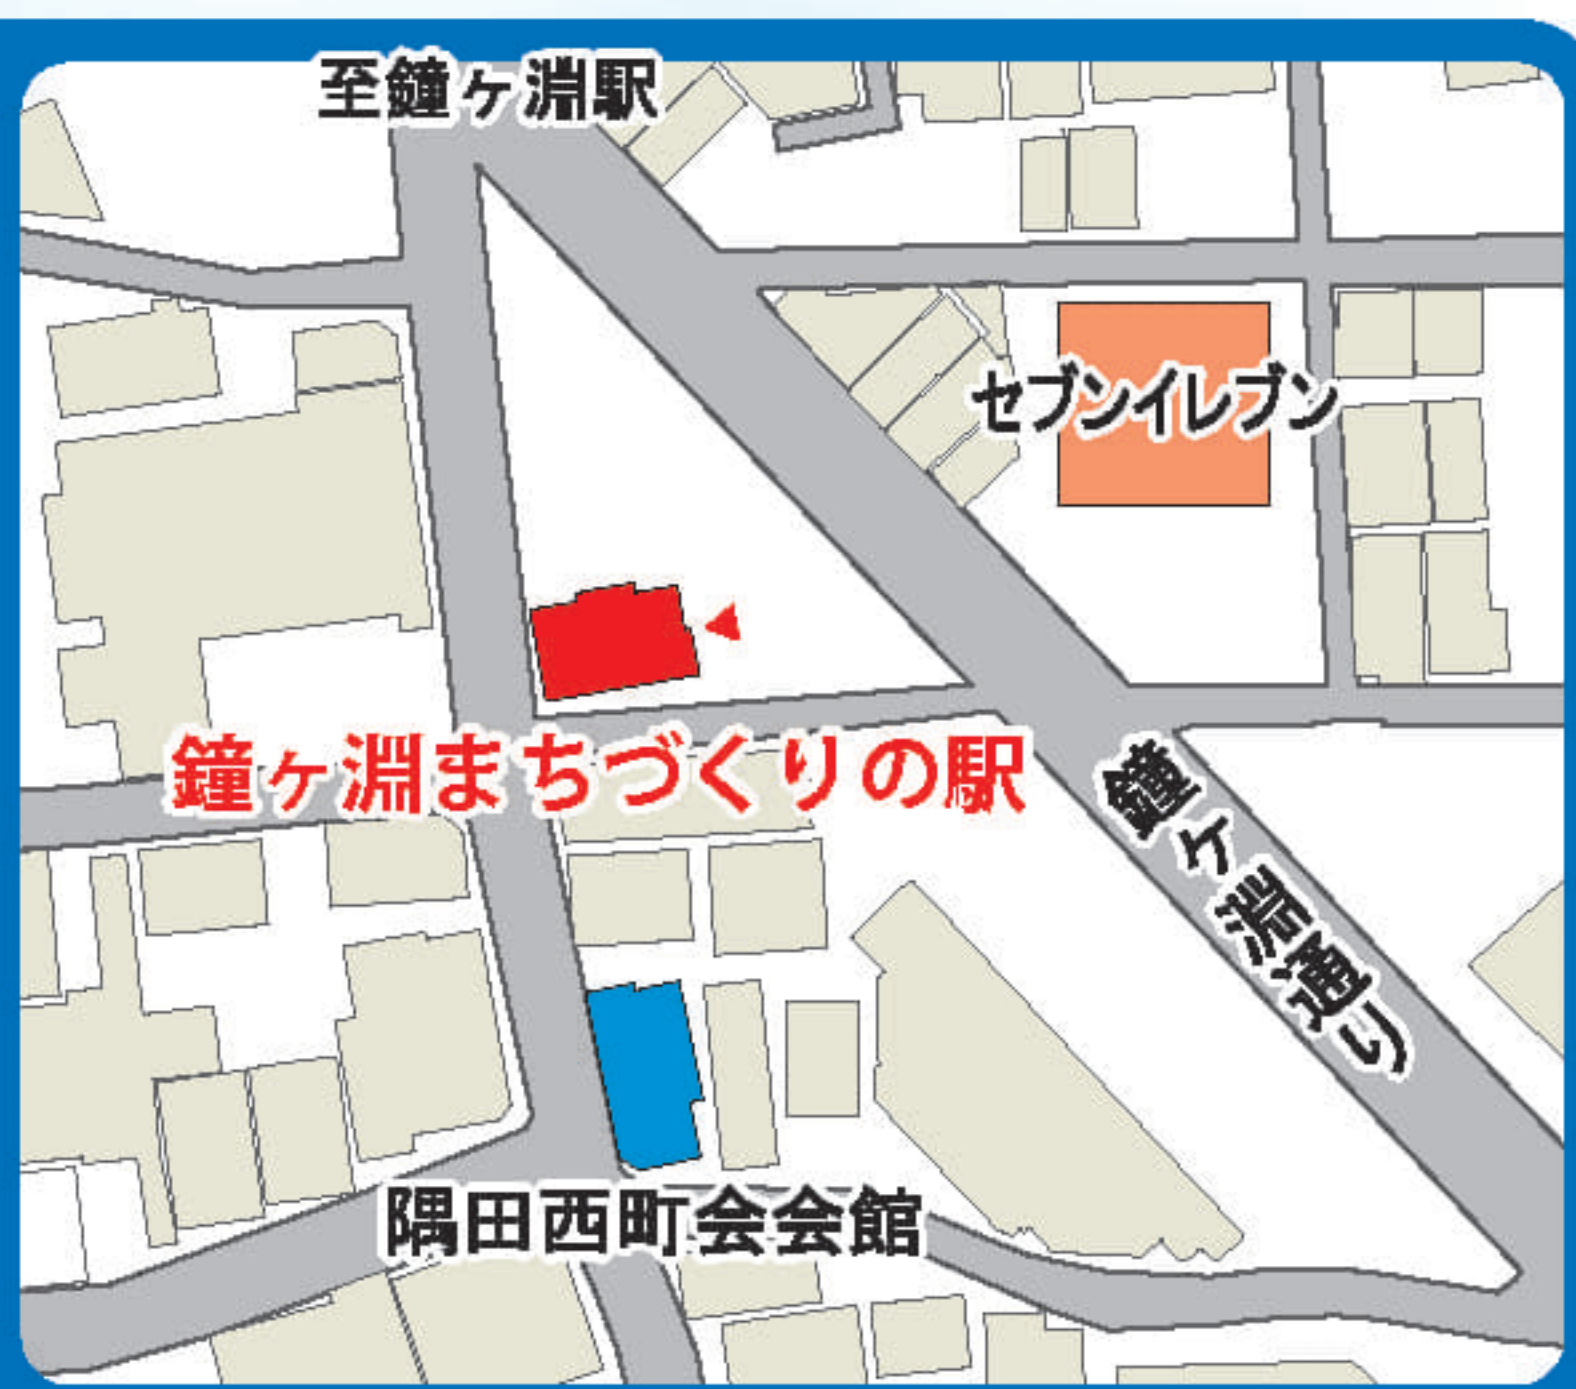 至鐘ヶ淵駅
セブンイレブン
鐘ヶ淵まちづくりの駅
鐘ヶ淵通り
隅田西町会会館